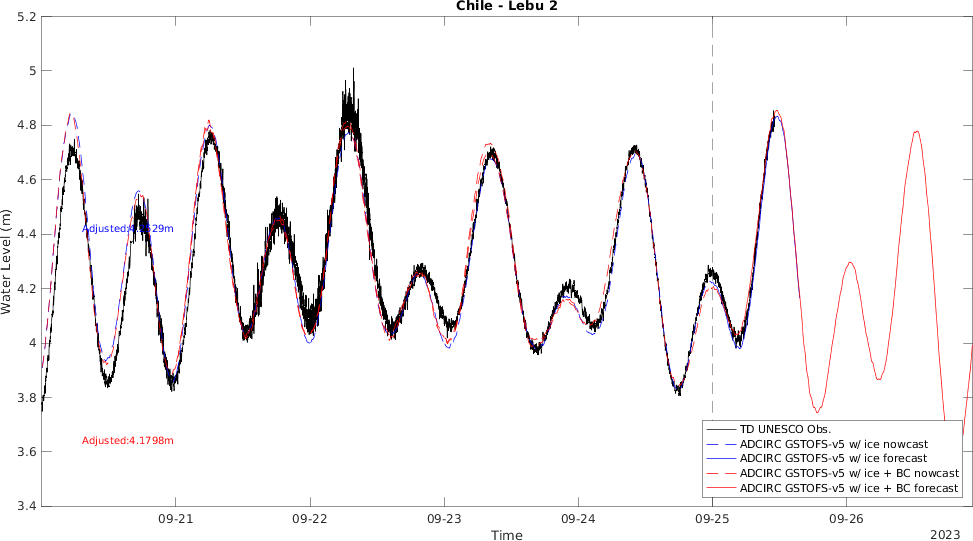 Chile - Lebu 2
5.2
5
4.8
4.6
4.4
4.2
4
3.8
3.6
3.4
Water Level (m)
Adjusted:4.1798m
09-21
09-22
09-23
09-24
09-25
09-26
Time
2023
TD UNESCO Obs.
ADCIRC GSTOFS-v5 w/ ice nowcast
ADCIRC GSTOFS-v5 w/ ice forecast
ADCIRC GSTOFS-v5 w/ ice + BC nowcast
ADCIRC GSTOFS-v5 w/ ice + BC forecast